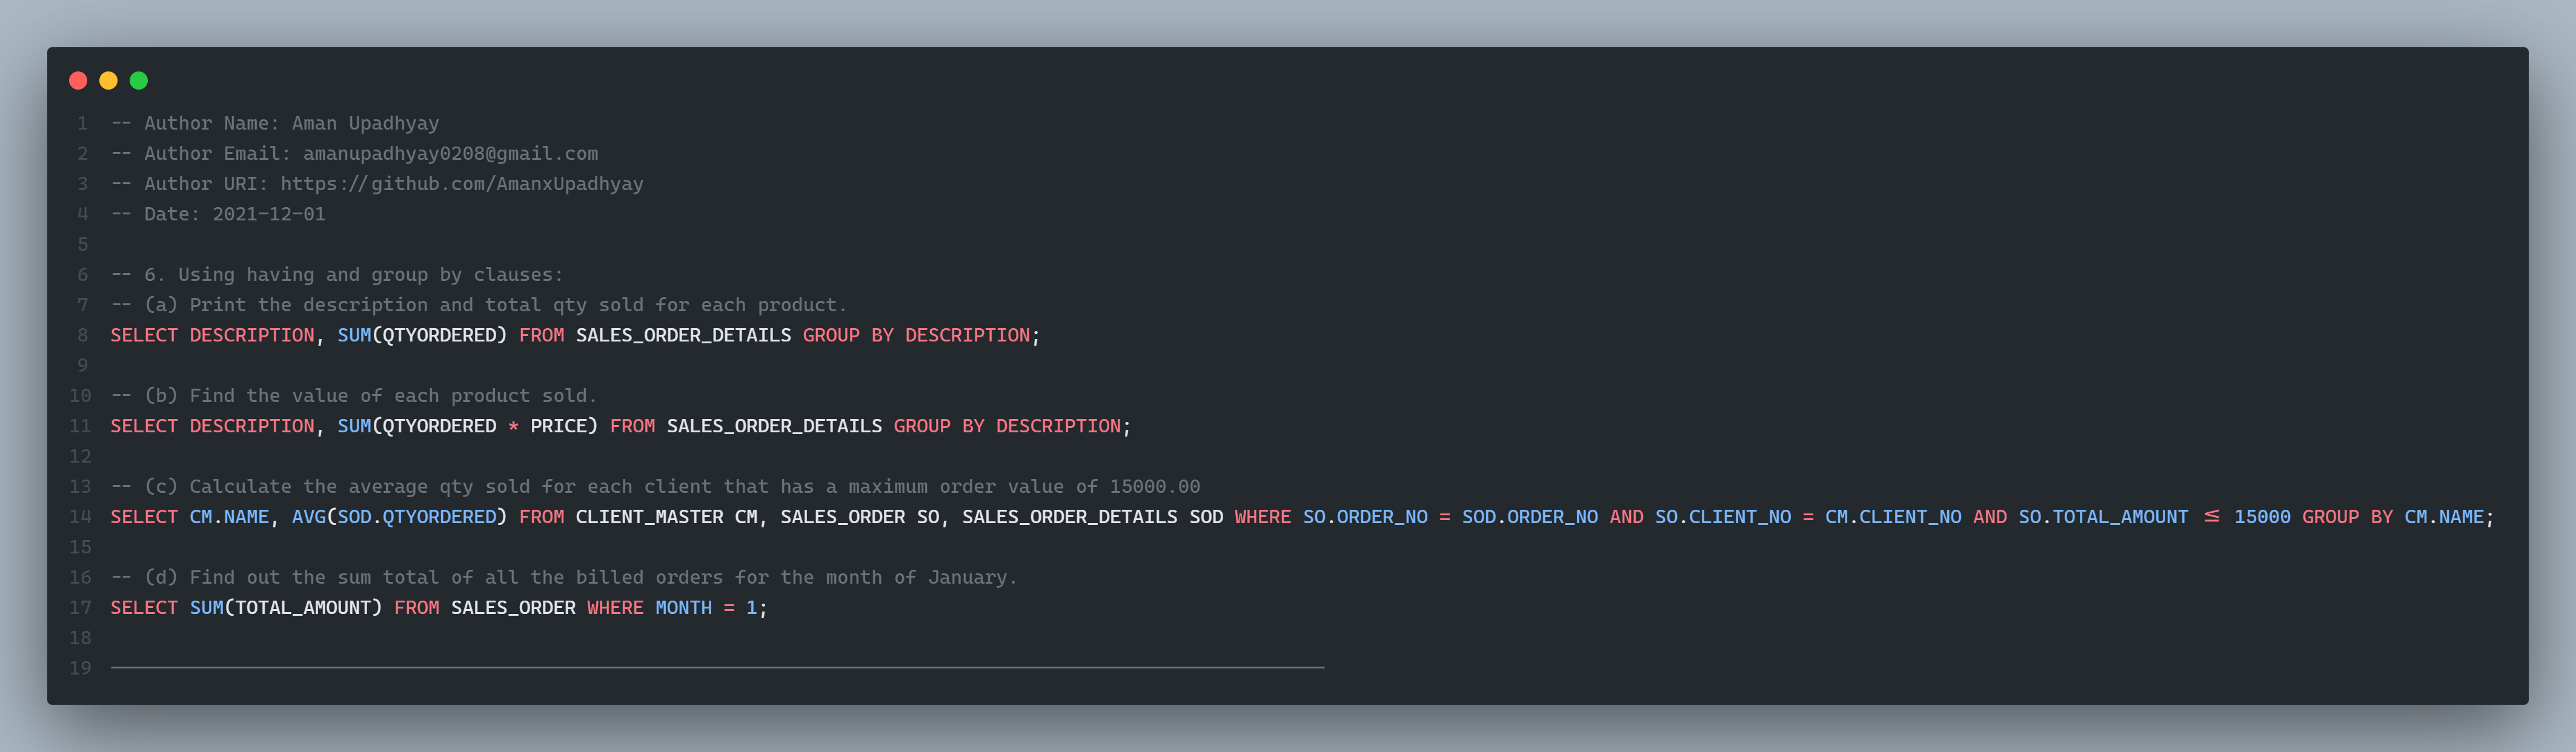 1 -- Author Name: Aman Upadhyay
2 -- Author Email: amanupadhyay0208@gmail.com
3 -- Author URI: https://github.com/AmanxUpadhyay
4 -- Date: 2021-12-01
5
6 -- 6. Using having and group by clauses:
7 -- (a) Print the description and total qty sold for each product.
8 SELECT DESCRIPTION, SUM(QTYORDERED) FROM SALES_ORDER_DETAILS GROUP BY DESCRIPTION;
9
10 -- (b) Find the value of each product sold.
11 SELECT DESCRIPTION, SUM(QTYORDERED * PRICE) FROM SALES_ORDER_DETAILS GROUP BY DESCRIPTION;
12
13 -- (c) Calculate the average qty sold for each client that has a maximum order value of 15000.00
14 SELECT CM.NAME, AVG(SOD.QTYORDERED) FROM CLIENT_MASTER CM, SALES_ORDER SO, SALES_ORDER_DETAILS SOD WHERE SO.ORDER_NO = SOD.ORDER_NO AND SO.CLIENT_NO = CM.CLIENT_NO AND SO.TOTAL_AMOUNT ≤ 15000 GROUP BY CM.NAME;
15
16 -- (d) Find out the sum total of all the billed orders for the month of January.
17 SELECT SUM(TOTAL_AMOUNT) FROM SALES_ORDER WHERE MONTH = 1;
18
19